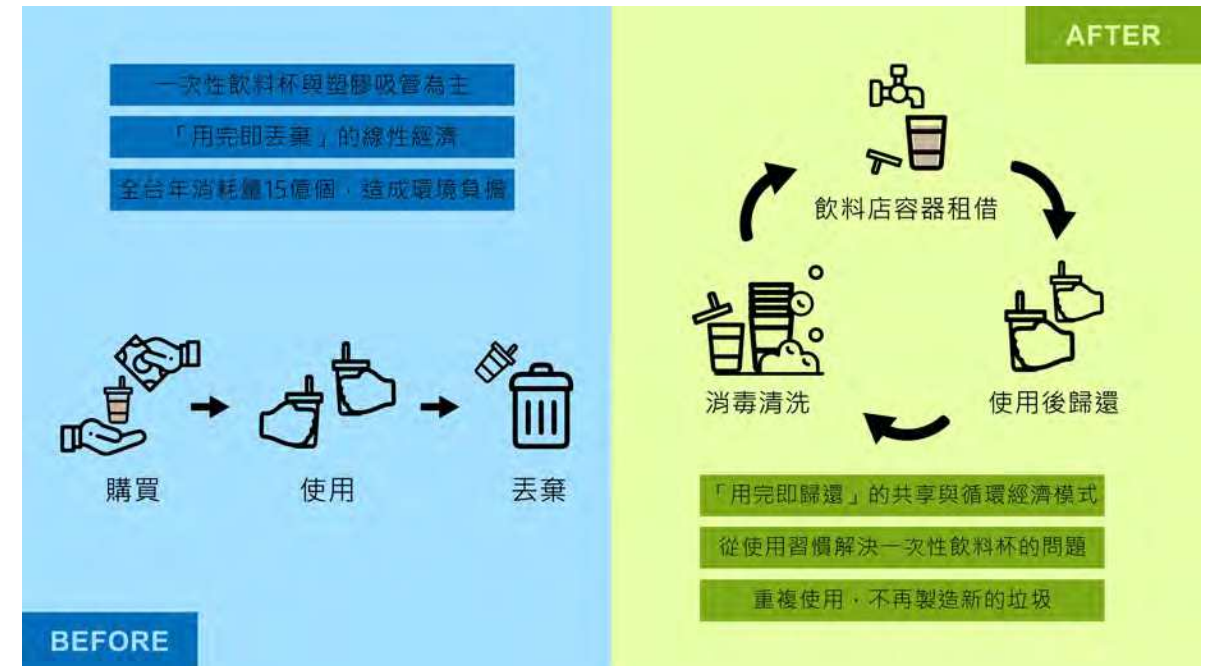 一次性飲料杯與塑膠吸管為主
「用完即丟棄」的線性經濟
全台年消耗量15億個，造成環境負擔
購買
使用
丟棄
BEFORE
AFTER
飲料店容器租借
使用後歸還
消毒清洗
「用完即歸還」的共享與循環經濟模式
從使用習慣解決一次性飲料杯的問題
重複使用，不再製造新的垃圾